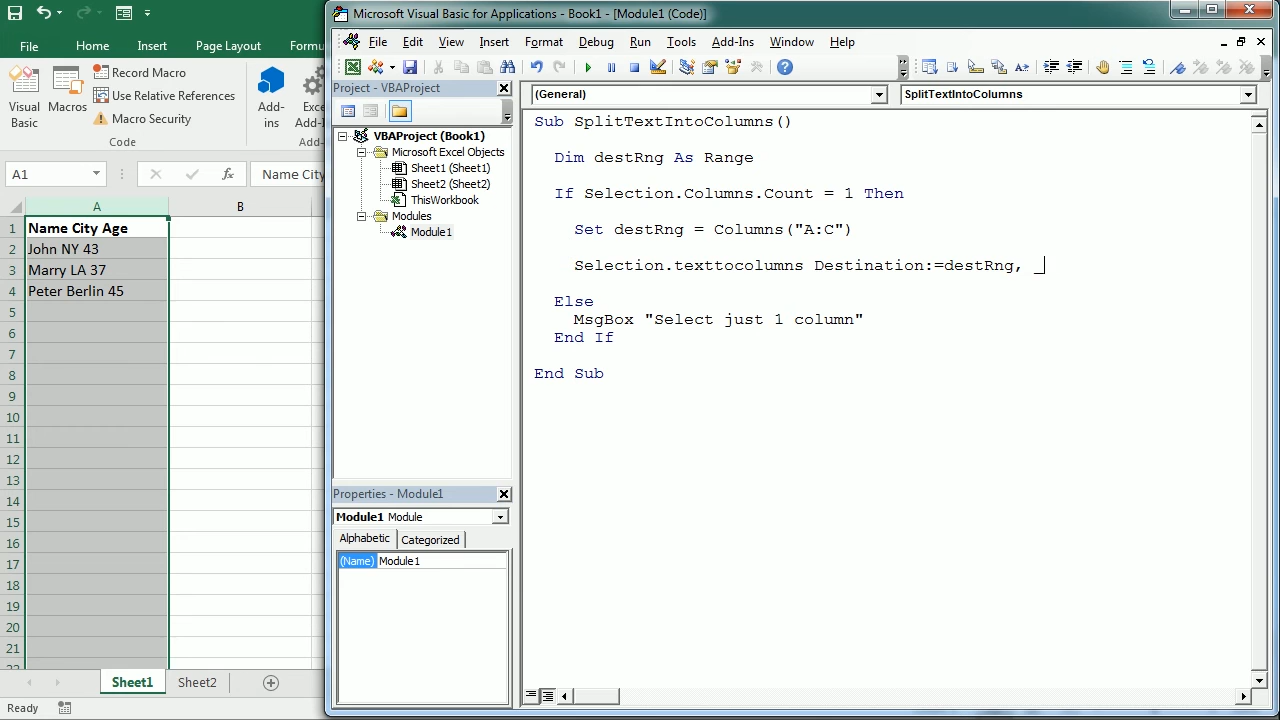 Microsoft Visual Basic for Applications - Book1 - [Module1 (Code)]
File Home Insert Page Layout Formu
File Edit View Insert Format Debug Run Tools Add-Ins Window Help
Visual Basic
Macros
Record Macro
Use Relative References
Macro Security
Code
Add-ins
Exce
Add-I
Add-
A1
Name City
A B
1 Name City Age
2 John NY 43
3 Marry LA 37
4 Peter Berlin 45
5
6
7
8
9
10
11
12
13
14
15
16
17
18
19
20
21
Sheet1 Sheet2
Ready
Project - VBAProject
VBAProject (Book1)
Microsoft Excel Objects
Sheet1 (Sheet1)
Sheet2 (Sheet2)
ThisWorkbook
Modules
Module1
Properties - Module1
Module1 Module
Alphabetic Categorized
(Name) Module1
(General) SplitTextIntoColumns
Sub SplitTextIntoColumns()
Dim destRng As Range
If Selection.Columns.Count = 1 Then
Set destRng = Columns("A:C")
Selection.texttocolumns Destination:=destRng, _
Else
MsgBox "Select just 1 column"
End If
End Sub